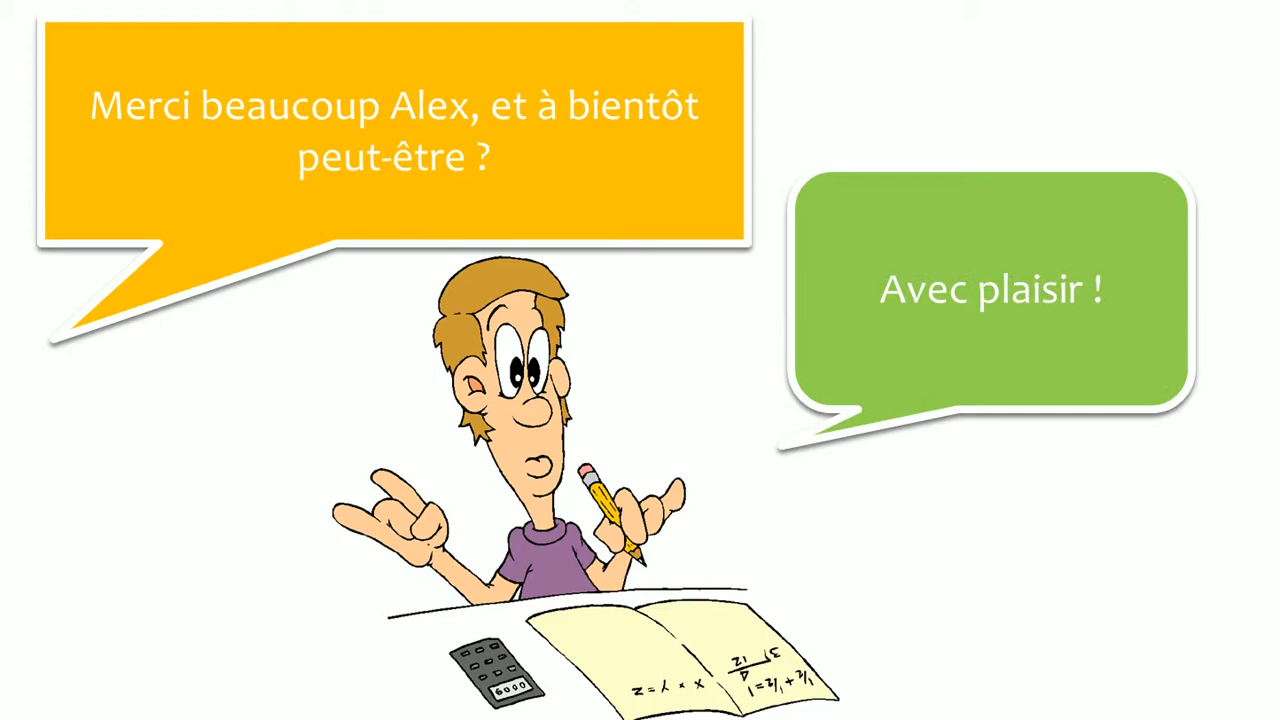 Merci beaucoup Alex, et à bientôt
peut-être ?
Avec plaisir !